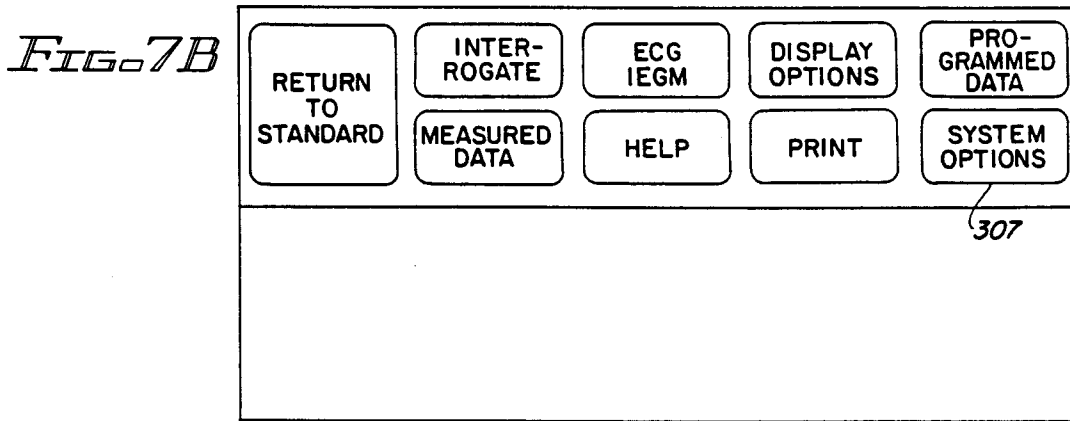 FIG. 7B
RETURN
TO
STANDARD
INTER-
ROGATE
ECG
IEGM
DISPLAY
OPTIONS
PRO-
GRAMMED
DATA
MEASURED
DATA
HELP
PRINT
SYSTEM
OPTIONS
307